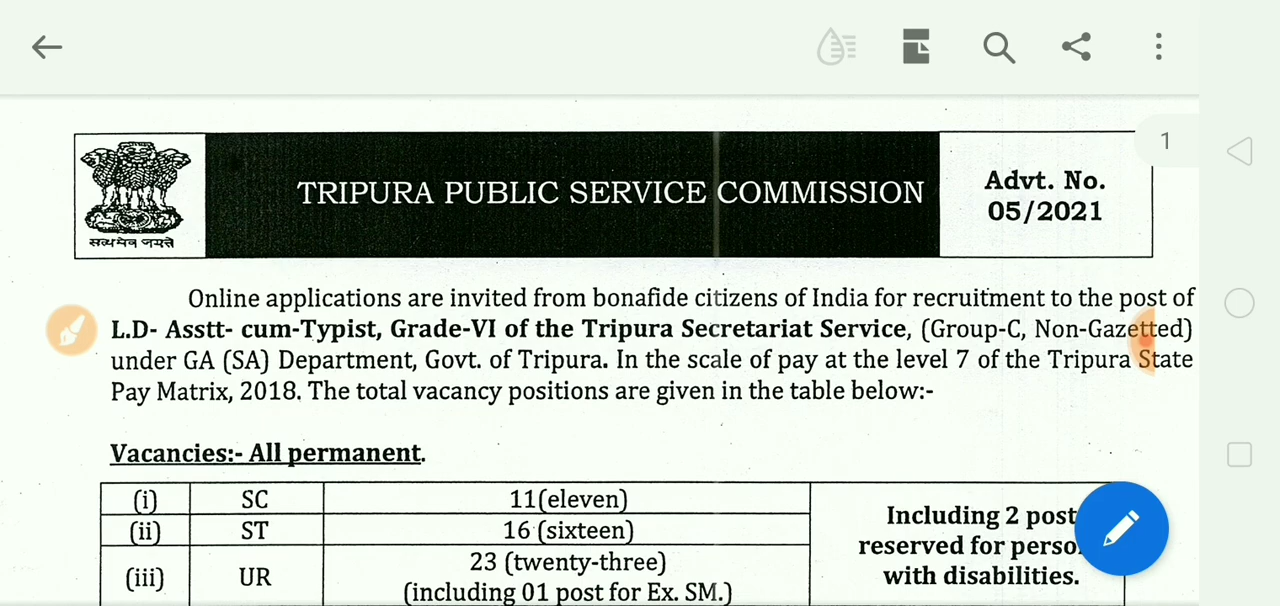 1
TRIPURA PUBLIC SERVICE COMMISSION
Advt. No.
05/2021
सत्यमेव जयते
Online applications are invited from bonafide citizens of India for recruitment to the post of
L.D- Asstt- cum-Typist, Grade-VI of the Tripura Secretariat Service, (Group-C, Non-Gazetted)
under GA (SA) Department, Govt. of Tripura. In the scale of pay at the level 7 of the Tripura State
Pay Matrix, 2018. The total vacancy positions are given in the table below:-
Vacancies:- All permanent.
(i) SC 11(eleven)
(ii) ST 16 (sixteen)
(iii) UR 23 (twenty-three)
(including 01 post for Ex. SM.)
Including 2 post
reserved for
with disabilities.